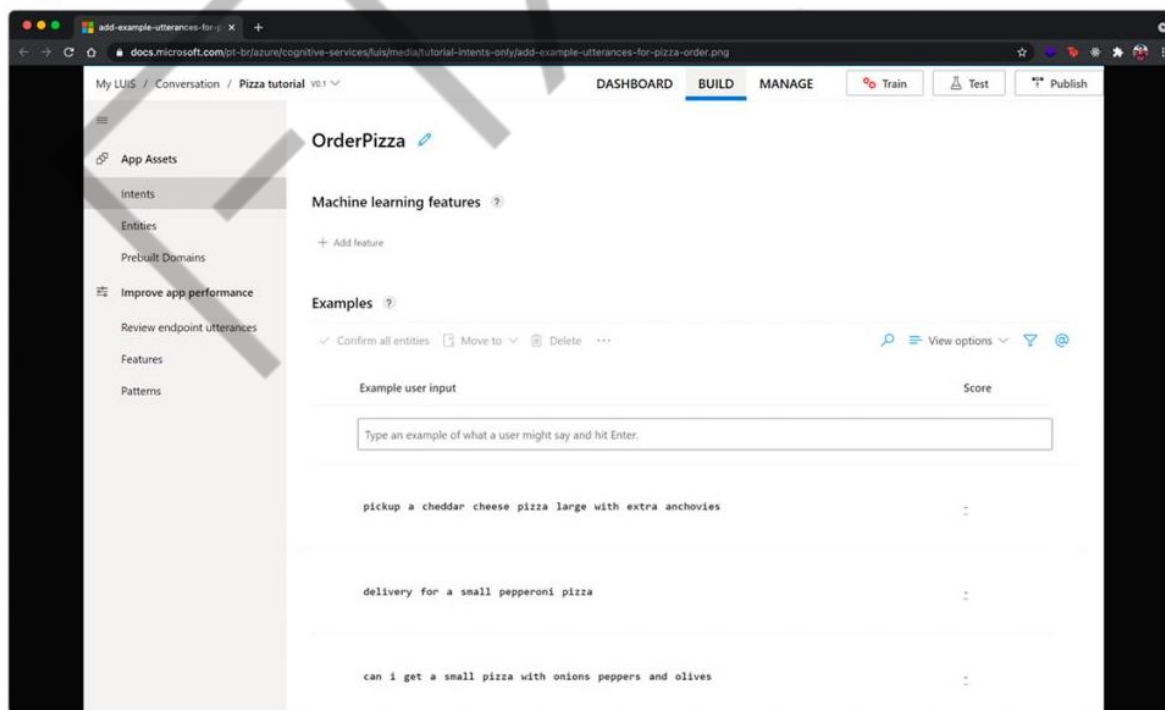 add-example-utterances-for-p
docs.microsoft.com/pt-br/azure/cognitive-services/luis/media/tutorial-intents-only/add-example-utterances-for-pizza-order.png
My LUIS / Conversation / Pizza tutorial V0.1
DASHBOARD BUILD MANAGE Train Test Publish
OrderPizza
App Assets
Intents
Entities
Prebuilt Domains
Improve app performance
Review endpoint utterances
Features
Patterns
Machine learning features ?
+ Add feature
Examples ?
Confirm all entities Move to Delete ...
View options @
Example user input Score
Type an example of what a user might say and hit Enter.
pickup a cheddar cheese pizza large with extra anchovies -
delivery for a small pepperoni pizza -
can i get a small pizza with onions peppers and olives -